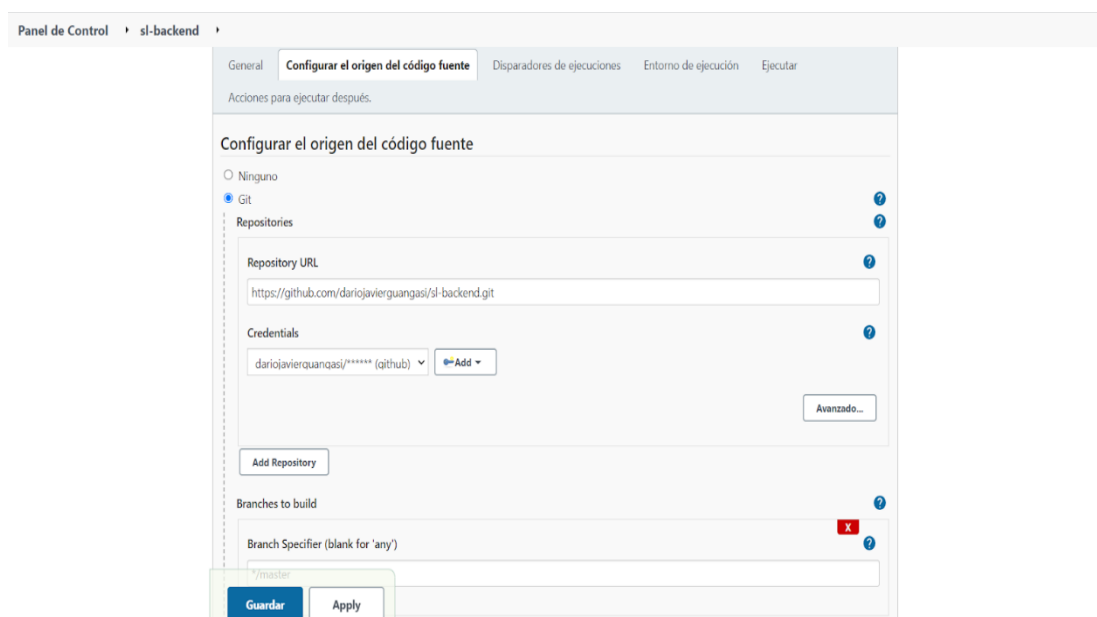 Panel de Control sl-backend
General Configurar el origen del código fuente Disparadores de ejecuciones Entorno de ejecución Ejecutar
Acciones para ejecutar después.
Configurar el origen del código fuente
Ninguno
Git
Repositories
Repository URL
https://github.com/dariojavierguangasi/sl-backend.git
Credentials
dariojavierguangasi/****** (github) Add
Avanzado...
Add Repository
Branches to build
X
Branch Specifier (blank for 'any')
*/master
Guardar Apply